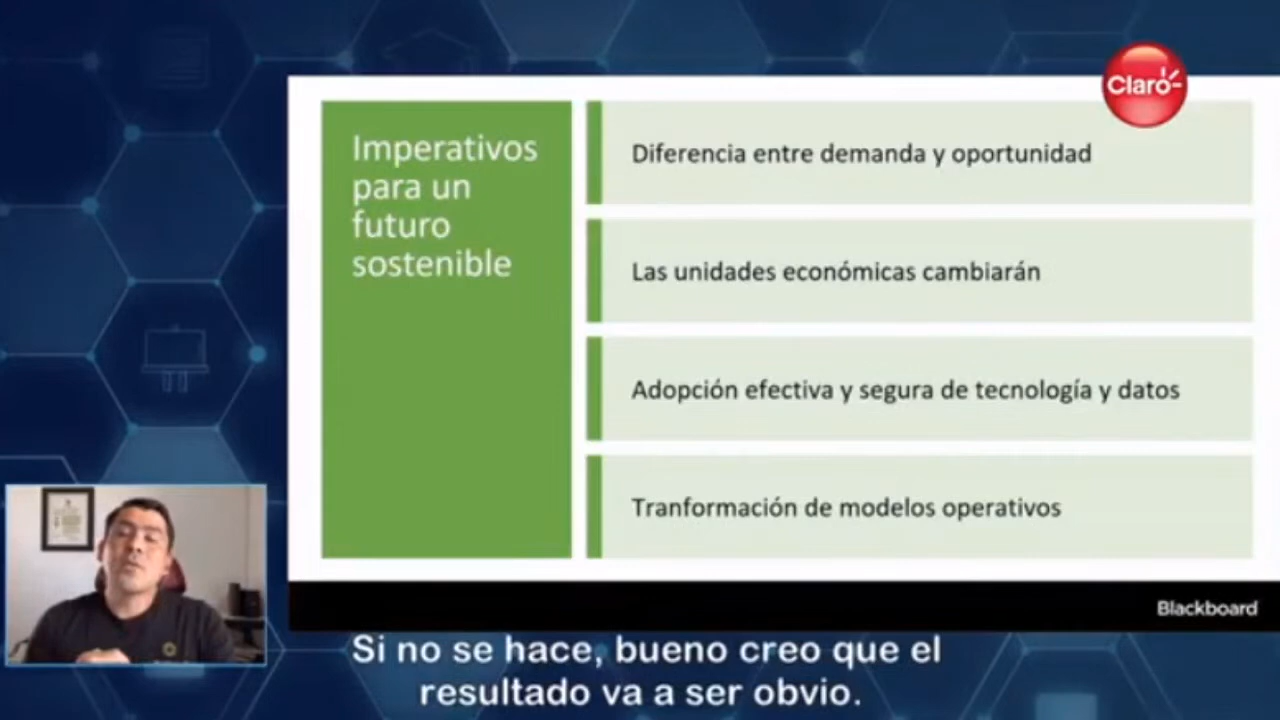 Claro-
Imperativos
para un
futuro
sostenible
Diferencia entre demanda y oportunidad
Las unidades económicas cambiarán
Adopción efectiva y segura de tecnología y datos
Tranformación de modelos operativos
Blackboard
Si no se hace, bueno creo que el
resultado va a ser obvio.